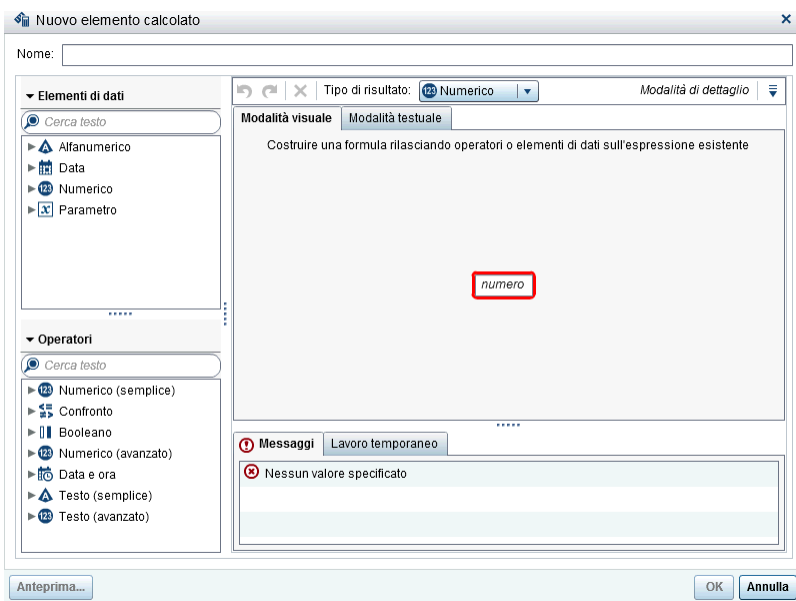 Nuovo elemento calcolato
Nome:
Elementi di dati
Cerca testo
Alfanumerico
Data
Numerico
Parametro
Operatori
Cerca testo
Numerico (semplice)
Confronto
Booleano
Numerico (avanzato)
Data e ora
Testo (semplice)
Testo (avanzato)
Tipo di risultato: 123 Numerico Modalità di dettaglio
Modalità visuale Modalità testuale
Costruire una formula rilasciando operatori o elementi di dati sull'espressione esistente
numero
Messaggi Lavoro temporaneo
Nessun valore specificato
Anteprima... OK Annulla